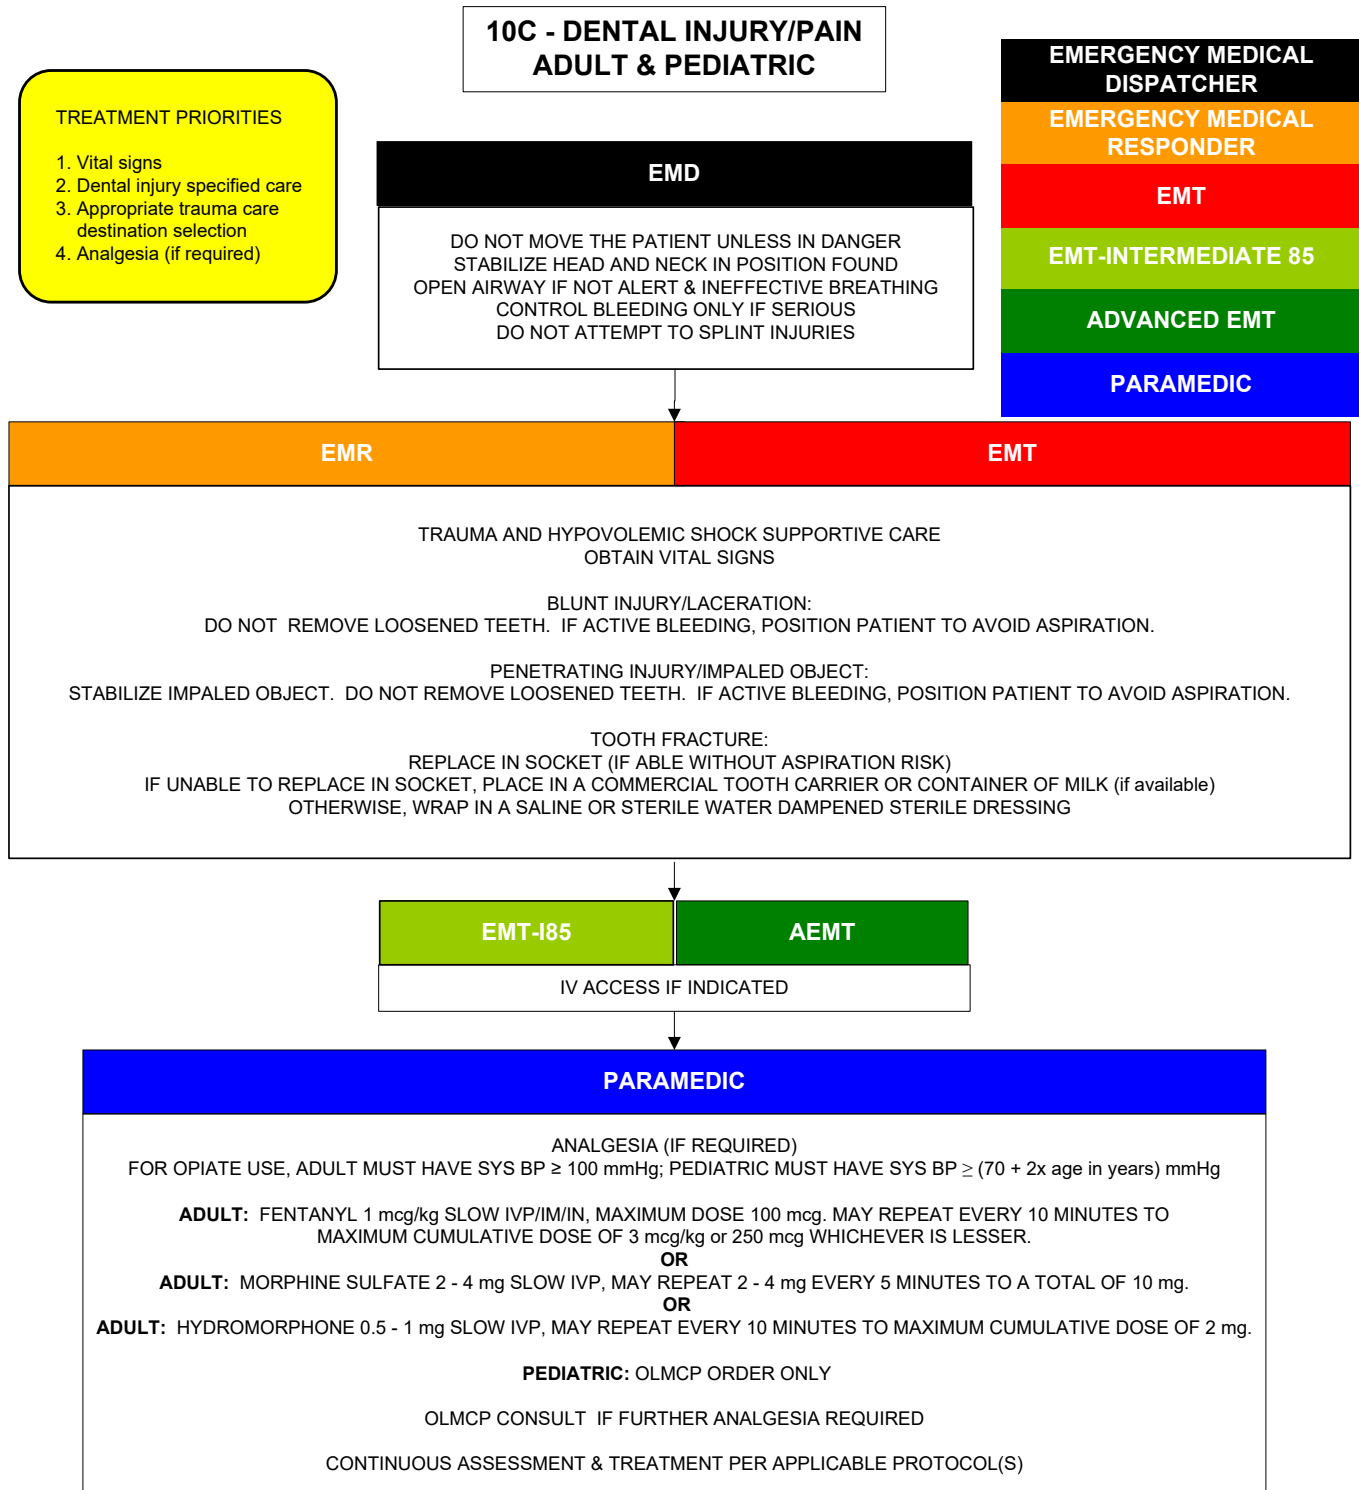 10C - DENTAL INJURY/PAIN
ADULT & PEDIATRIC
TREATMENT PRIORITIES
1. Vital signs
2. Dental injury specified care
3. Appropriate trauma care
destination selection
4. Analgesia (if required)
EMERGENCY MEDICAL
DISPATCHER
EMERGENCY MEDICAL
RESPONDER
EMT
EMT-INTERMEDIATE 85
ADVANCED EMT
PARAMEDIC
EMD
DO NOT MOVE THE PATIENT UNLESS IN DANGER
STABILIZE HEAD AND NECK IN POSITION FOUND
OPEN AIRWAY IF NOT ALERT & INEFFECTIVE BREATHING
CONTROL BLEEDING ONLY IF SERIOUS
DO NOT ATTEMPT TO SPLINT INJURIES
EMR
EMT
TRAUMA AND HYPOVOLEMIC SHOCK SUPPORTIVE CARE
OBTAIN VITAL SIGNS
BLUNT INJURY/LACERATION:
DO NOT  REMOVE LOOSENED TEETH.  IF ACTIVE BLEEDING, POSITION PATIENT TO AVOID ASPIRATION.
PENETRATING INJURY/IMPALED OBJECT:
STABILIZE IMPALED OBJECT.  DO NOT REMOVE LOOSENED TEETH.  IF ACTIVE BLEEDING, POSITION PATIENT TO AVOID ASPIRATION.
TOOTH FRACTURE:
REPLACE IN SOCKET (IF ABLE WITHOUT ASPIRATION RISK)
IF UNABLE TO REPLACE IN SOCKET, PLACE IN A COMMERCIAL TOOTH CARRIER OR CONTAINER OF MILK (if available)
OTHERWISE, WRAP IN A SALINE OR STERILE WATER DAMPENED STERILE DRESSING
EMT-I85
AEMT
IV ACCESS IF INDICATED
PARAMEDIC
ANALGESIA (IF REQUIRED)
FOR OPIATE USE, ADULT MUST HAVE SYS BP ≥ 100 mmHg; PEDIATRIC MUST HAVE SYS BP ≥ (70 + 2x age in years) mmHg
ADULT:  FENTANYL 1 mcg/kg SLOW IVP/IM/IN, MAXIMUM DOSE 100 mcg. MAY REPEAT EVERY 10 MINUTES TO
MAXIMUM CUMULATIVE DOSE OF 3 mcg/kg or 250 mcg WHICHEVER IS LESSER.
OR
ADULT:  MORPHINE SULFATE 2 - 4 mg SLOW IVP, MAY REPEAT 2 - 4 mg EVERY 5 MINUTES TO A TOTAL OF 10 mg.
OR
ADULT:  HYDROMORPHONE 0.5 - 1 mg SLOW IVP, MAY REPEAT EVERY 10 MINUTES TO MAXIMUM CUMULATIVE DOSE OF 2 mg.
PEDIATRIC: OLMCP ORDER ONLY
OLMCP CONSULT  IF FURTHER ANALGESIA REQUIRED
CONTINUOUS ASSESSMENT & TREATMENT PER APPLICABLE PROTOCOL(S)